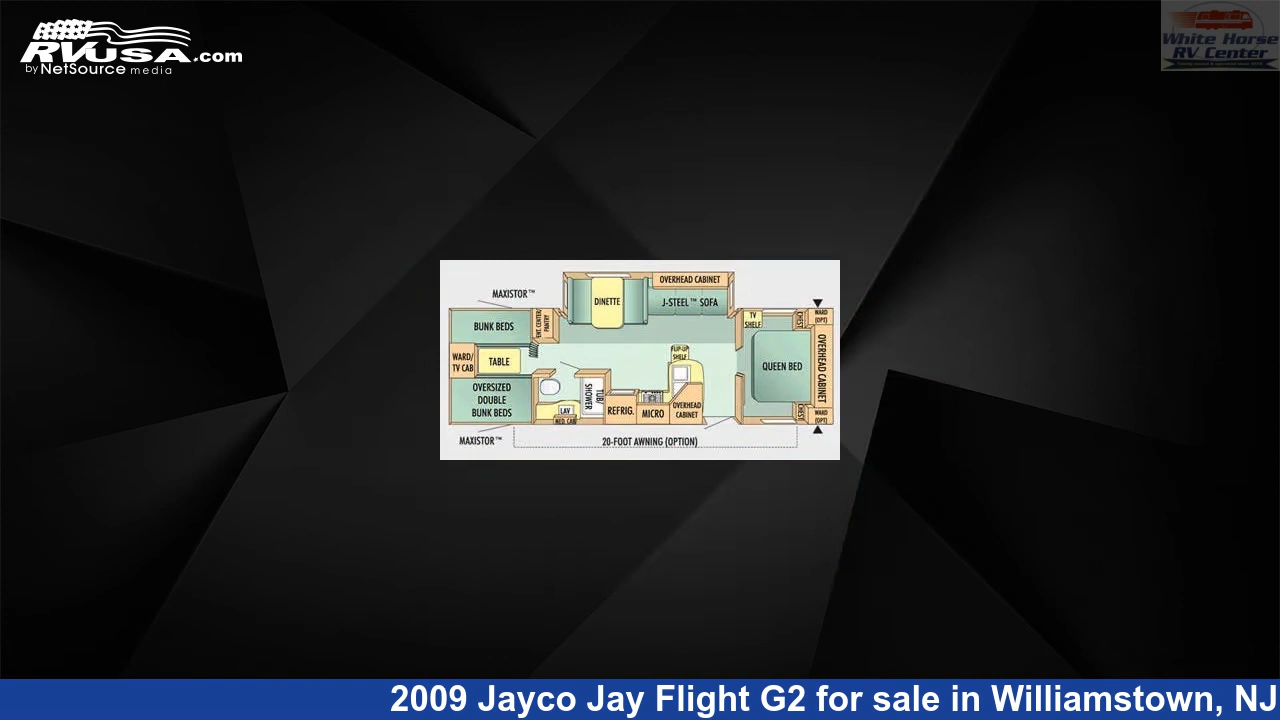 RVUSA.com
by NetSource media
White Horse
RV Center
OVERHEAD CABINET
MAXISTOR™
DINETTE
J-STEEL™ SOFA
BUNK BEDS
ENT. CENTER/
PANTRY
TV
SHELF
CHEST
WARD
(OPT)
WARD/
TV CAB
TABLE
FLIP-UP
SHELF
QUEEN BED
OVERHEAD CABINET
OVERSIZED
DOUBLE
BUNK BEDS
LAV
MED. CAB
TUB/
SHOWER
REFRIG.
MICRO
OVERHEAD
CABINET
CHEST
WARD
(OPT)
MAXISTOR™
20-FOOT AWNING (OPTION)
2009 Jayco Jay Flight G2 for sale in Williamstown, NJ